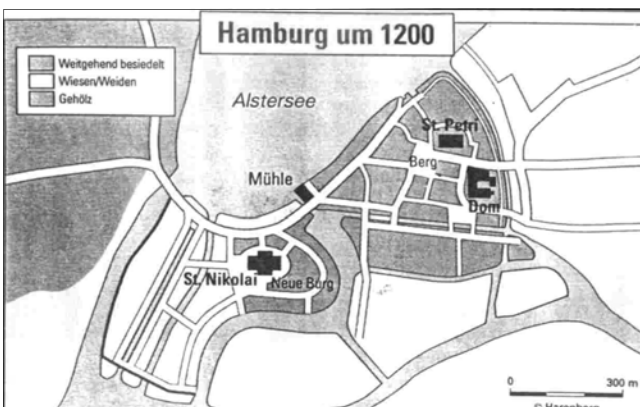 Hamburg um 1200
Weitgehend besiedelt
Wiesen/Weiden
Gehölz
Alstersee
St. Petri
Berg
Mühle
Dom
St. Nikolai
Neue Burg
0 300 m
© Harenberg